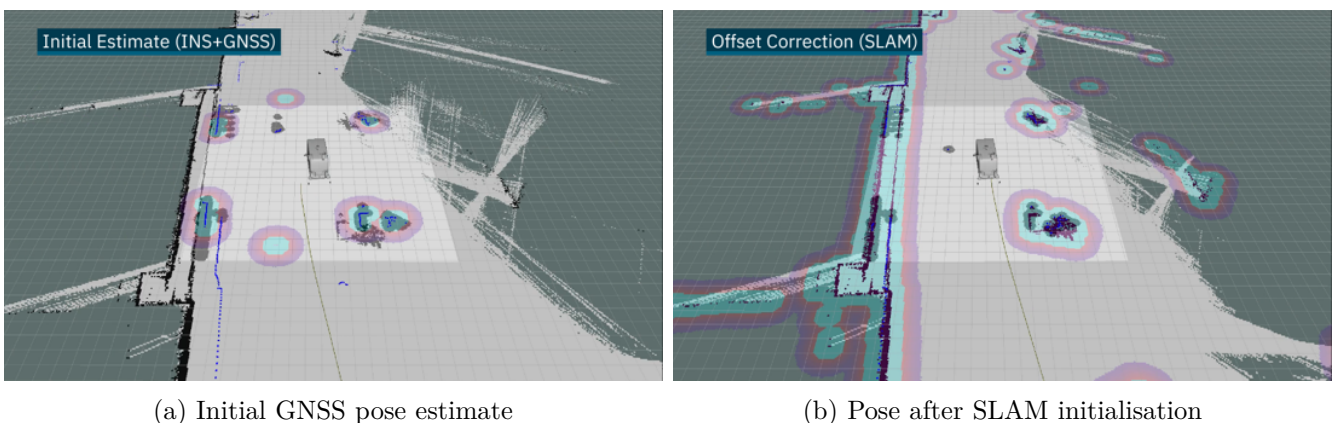 Initial Estimate (INS+GNSS)
Offset Correction (SLAM)
(a) Initial GNSS pose estimate
(b) Pose after SLAM initialisation